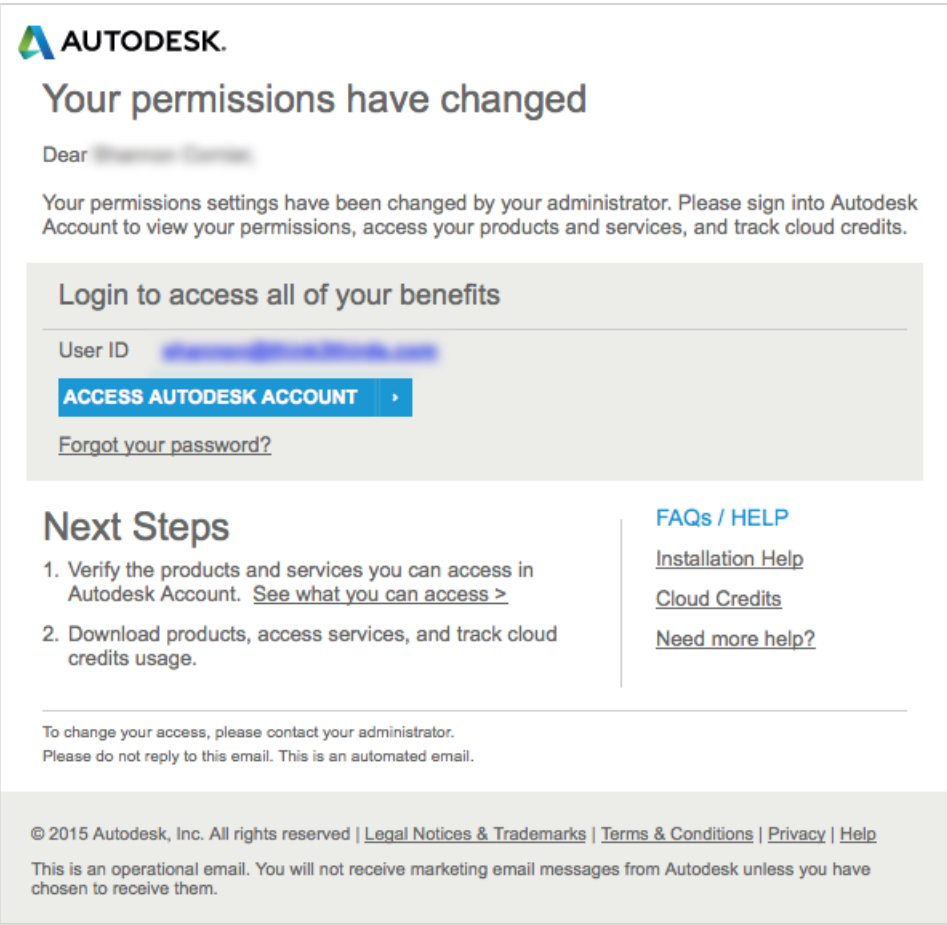 AUTODESK.
Your permissions have changed
Dear
Your permissions settings have been changed by your administrator. Please sign into Autodesk
Account to view your permissions, access your products and services, and track cloud credits.
Login to access all of your benefits
User ID
ACCESS AUTODESK ACCOUNT ›
Forgot your password?
Next Steps
1. Verify the products and services you can access in
Autodesk Account. See what you can access >
2. Download products, access services, and track cloud
credits usage.
FAQs / HELP
Installation Help
Cloud Credits
Need more help?
To change your access, please contact your administrator.
Please do not reply to this email. This is an automated email.
© 2015 Autodesk, Inc. All rights reserved | Legal Notices & Trademarks | Terms & Conditions | Privacy | Help
This is an operational email. You will not receive marketing email messages from Autodesk unless you have
chosen to receive them.